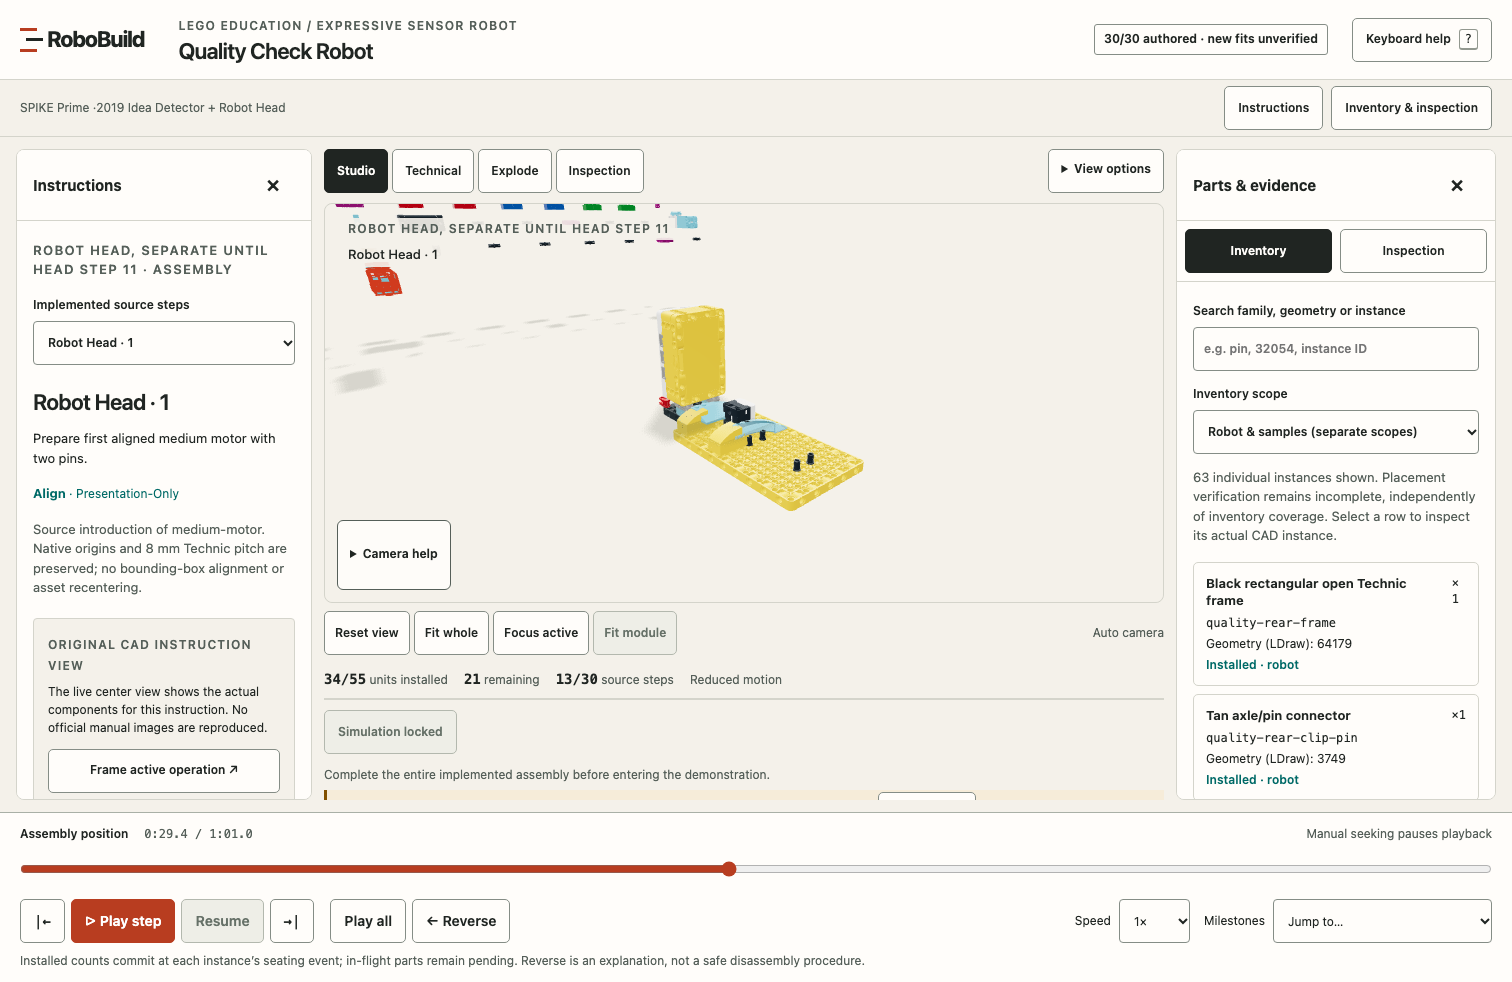 RoboBuild
LEGO EDUCATION / EXPRESSIVE SENSOR ROBOT
Quality Check Robot
30/30 authored · new fits unverified
Keyboard help ?
SPIKE Prime ·2019 Idea Detector + Robot Head
Instructions
Inventory & inspection
Instructions
×
ROBOT HEAD, SEPARATE UNTIL
HEAD STEP 11 · ASSEMBLY
Implemented source steps
Robot Head · 1
Robot Head · 1
Prepare first aligned medium motor with
two pins.
Align · Presentation-Only
Source introduction of medium-motor.
Native origins and 8 mm Technic pitch are
preserved; no bounding-box alignment or
asset recentering.
ORIGINAL CAD INSTRUCTION
VIEW
The live center view shows the actual
components for this instruction. No
official manual images are reproduced.
Frame active operation ↗
Studio
Technical
Explode
Inspection
▶ View options
ROBOT HEAD, SEPARATE UNTIL HEAD STEP 11
Robot Head · 1
▶ Camera help
Reset view
Fit whole
Focus active
Fit module
Auto camera
34/55 units installed
21 remaining
13/30 source steps
Reduced motion
Simulation locked
Complete the entire implemented assembly before entering the demonstration.
Parts & evidence
×
Inventory
Inspection
Search family, geometry or instance
e.g. pin, 32054, instance ID
Inventory scope
Robot & samples (separate scopes)
63 individual instances shown. Placement
verification remains incomplete, independently
of inventory coverage. Select a row to inspect
its actual CAD instance.
Black rectangular open Technic
frame
×
1
quality-rear-frame
Geometry (LDraw): 64179
Installed · robot
Tan axle/pin connector
×1
quality-rear-clip-pin
Geometry (LDraw): 3749
Installed · robot
Assembly position
0:29.4 / 1:01.0
Manual seeking pauses playback
|←
▷ Play step
Resume
→|
Play all
← Reverse
Speed
1×
Milestones
Jump to…
Installed counts commit at each instance's seating event; in-flight parts remain pending. Reverse is an explanation, not a safe disassembly procedure.